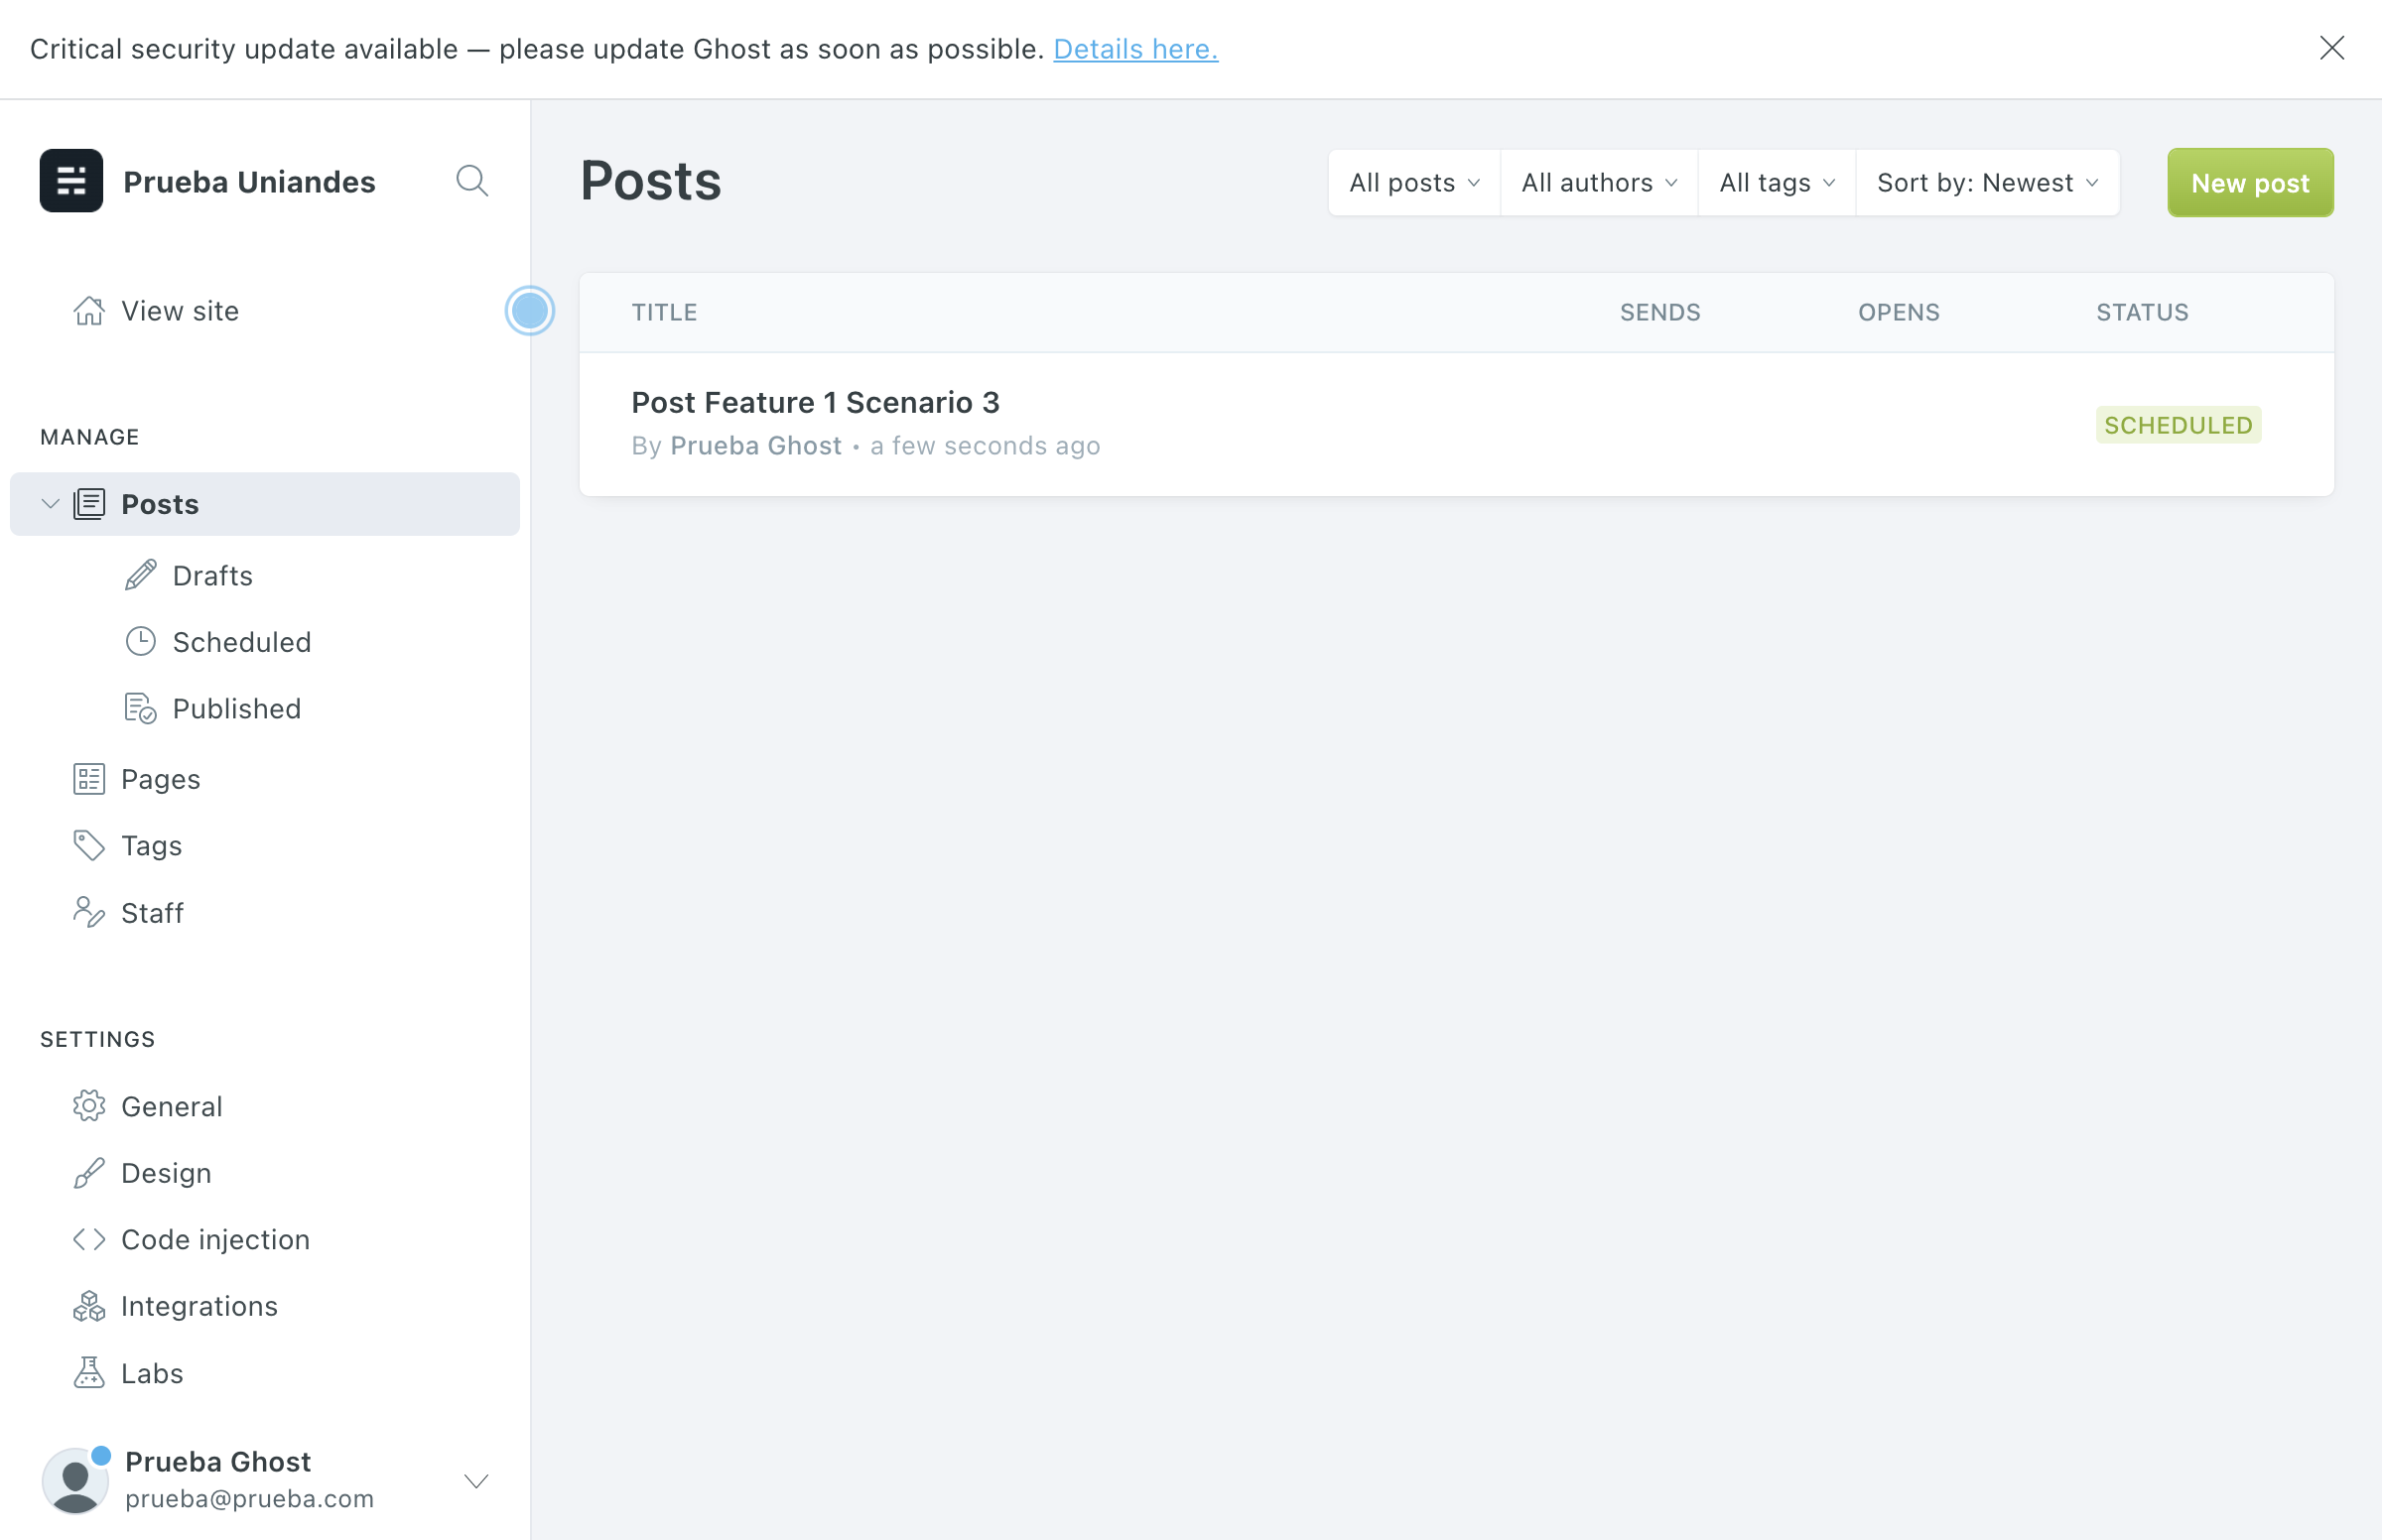 Critical security update available — please update Ghost as soon as possible. Details here.
Prueba Uniandes
View site
MANAGE
Posts
Drafts
Scheduled
Published
Pages
Tags
Staff
SETTINGS
General
Design
Code injection
Integrations
Labs
Prueba Ghost
prueba@prueba.com
Posts
All posts
All authors
All tags
Sort by: Newest
New post
TITLE SENDS OPENS STATUS
Post Feature 1 Scenario 3
By Prueba Ghost • a few seconds ago
SCHEDULED